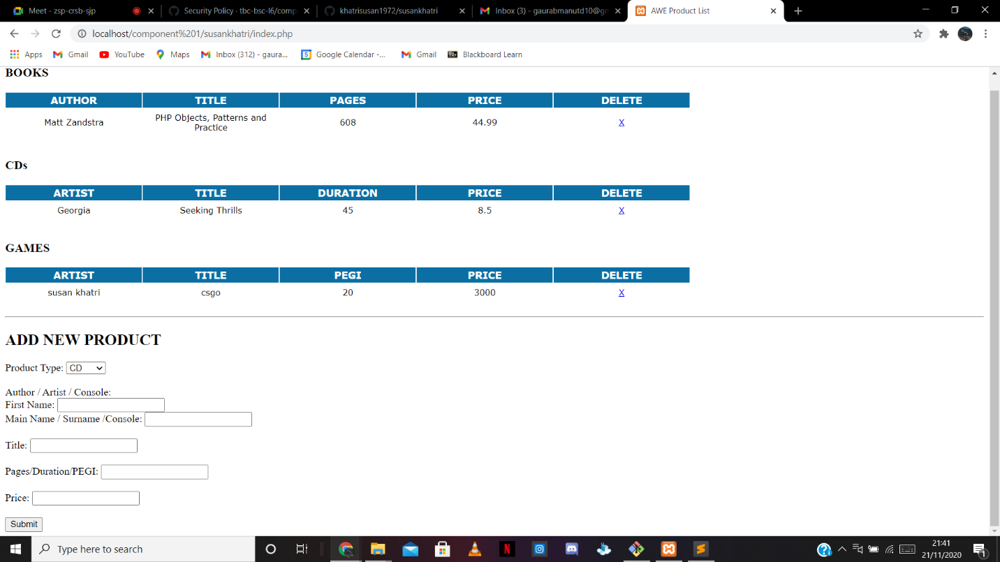 Meet - zsp-crsb-sjp
Security Policy · tbc-bsc-l6/comp
khatrisusan1972/susankhatri
Inbox (3) - gaurabmanutd10@gm
AWE Product List
localhost/component%201/susankhatri/index.php
Apps
Gmail
YouTube
Maps
Inbox (312) - gaura...
Google Calendar -...
Gmail
Bb Blackboard Learn
BOOKS
AUTHOR TITLE PAGES PRICE DELETE
Matt Zandstra PHP Objects, Patterns and Practice 608 44.99 X
CDs
ARTIST TITLE DURATION PRICE DELETE
Georgia Seeking Thrills 45 8.5 X
GAMES
ARTIST TITLE PEGI PRICE DELETE
susan khatri csgo 20 3000 X
ADD NEW PRODUCT
Product Type: CD
Author / Artist / Console:
First Name:
Main Name / Surname /Console:
Title:
Pages/Duration/PEGI:
Price:
Submit
Type here to search
21:41
21/11/2020
1